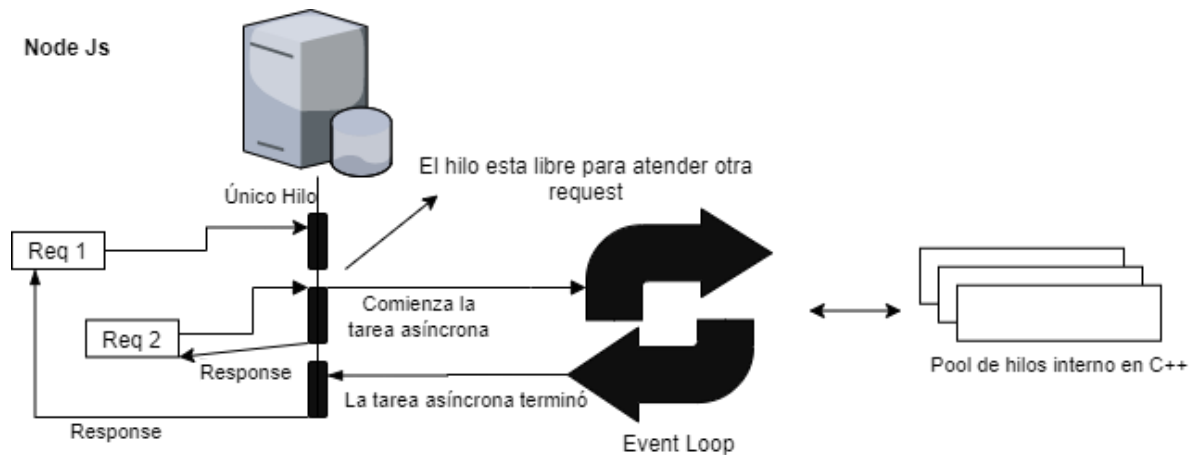 Node Js
El hilo esta libre para atender otra
request
Único Hilo
Req 1
Comienza la
tarea asíncrona
Req 2
Response
Pool de hilos interno en C++
La tarea asíncrona terminó
Response
Event Loop